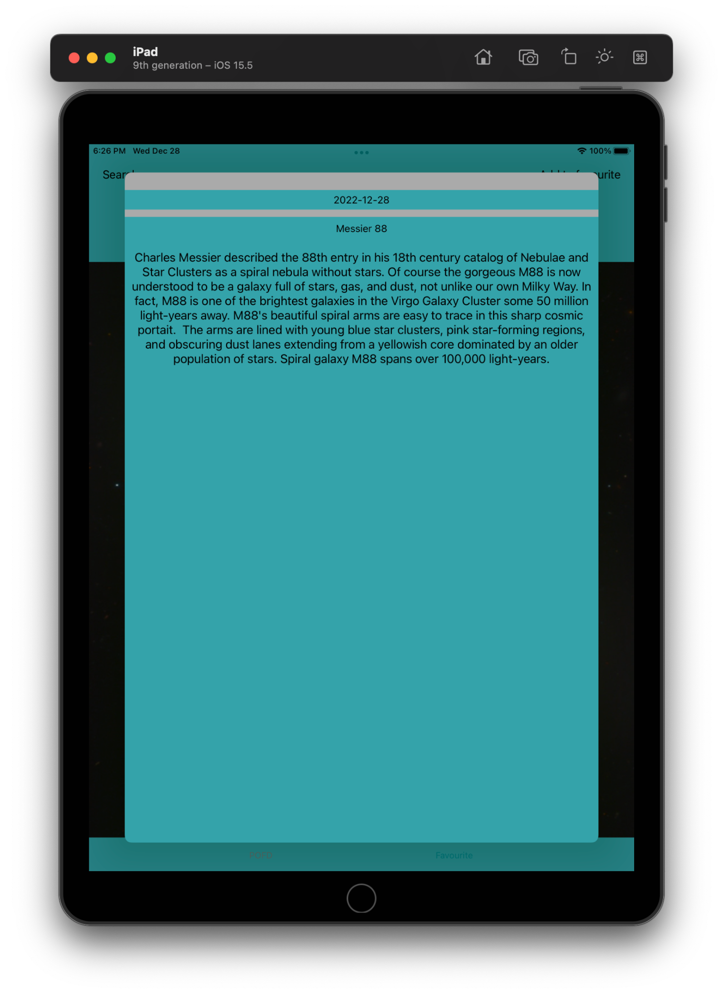 iPad
9th generation – iOS 15.5
6:26 PM Wed Dec 28
100%
2022-12-28
Messier 88
Charles Messier described the 88th entry in his 18th century catalog of Nebulae and
Star Clusters as a spiral nebula without stars. Of course the gorgeous M88 is now
understood to be a galaxy full of stars, gas, and dust, not unlike our own Milky Way. In
fact, M88 is one of the brightest galaxies in the Virgo Galaxy Cluster some 50 million
light-years away. M88's beautiful spiral arms are easy to trace in this sharp cosmic
portait.  The arms are lined with young blue star clusters, pink star-forming regions,
and obscuring dust lanes extending from a yellowish core dominated by an older
population of stars. Spiral galaxy M88 spans over 100,000 light-years.
POFD Favourite